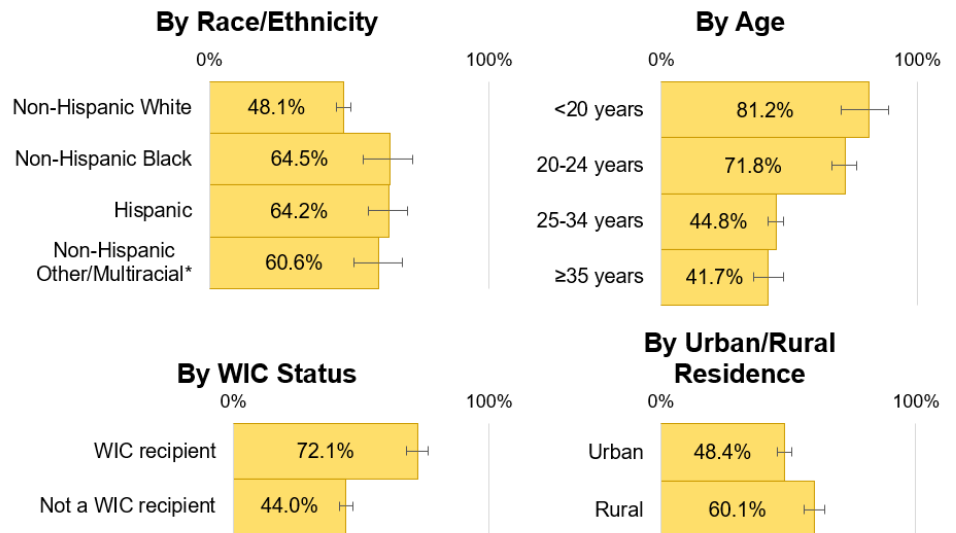 By Race/Ethnicity
0% 100%
Non-Hispanic White 48.1%
Non-Hispanic Black 64.5%
Hispanic 64.2%
Non-Hispanic
Other/Multiracial* 60.6%
By Age
0% 100%
<20 years 81.2%
20-24 years 71.8%
25-34 years 44.8%
≥35 years 41.7%
By WIC Status
0% 100%
WIC recipient 72.1%
Not a WIC recipient 44.0%
By Urban/Rural
Residence
0% 100%
Urban 48.4%
Rural 60.1%